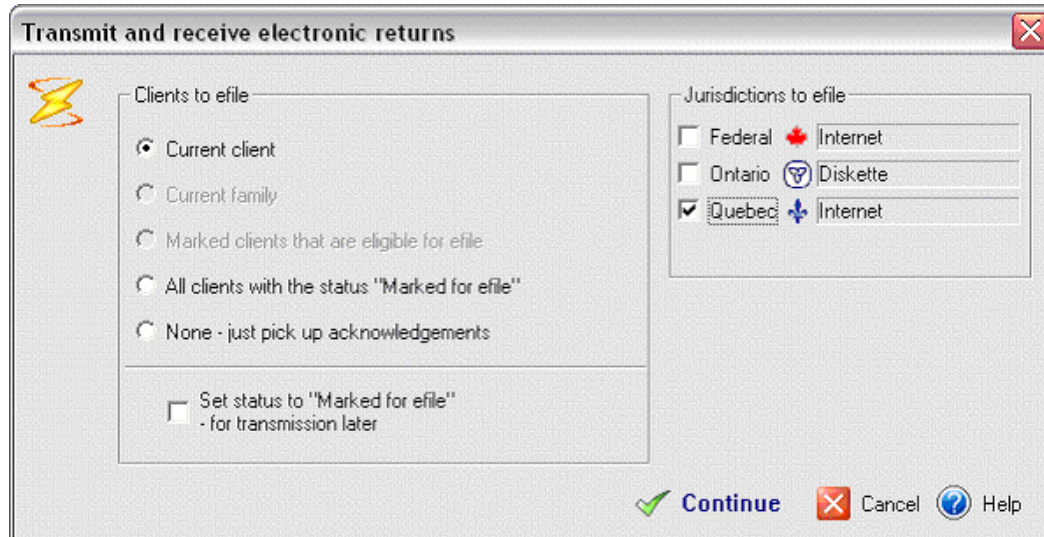 Transmit and receive electronic returns
Clients to efile
Current client
Current family
Marked clients that are eligible for efile
All clients with the status "Marked for efile"
None - just pick up acknowledgements
Set status to "Marked for efile"
- for transmission later
Jurisdictions to efile
Federal Internet
Ontario Diskette
Quebec Internet
Continue Cancel Help